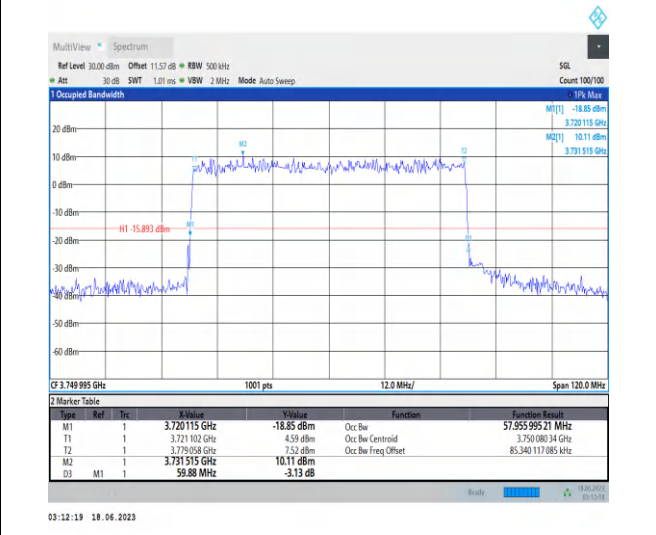 MultiView Spectrum
Ref Level 30.00 dBm Offset 11.57 dB RBW 500 kHz SGL
Att 30 dB SWT 1.01 ms VBW 2 MHz Mode Auto Sweep Count 100/100
1 Occupied Bandwidth 1Pk Max
M1[1] -18.85 dBm
3.720 115 GHz
M2[1] 10.11 dBm
3.731 515 GHz
20 dBm
M2
T1
T2
10 dBm
0 dBm
-10 dBm
H1 -15.893 dBm
M1
-20 dBm
-30 dBm
-40 dBm
-50 dBm
-60 dBm
CF 3.749 995 GHz 1001 pts 12.0 MHz/ Span 120.0 MHz
2 Marker Table
Type Ref Trc X-Value Y-Value Function Function Result
M1 1 3.720 115 GHz -18.85 dBm Occ Bw 57.955 995 21 MHz
T1 1 3.721 102 GHz 4.59 dBm Occ Bw Centroid 3.750 080 34 GHz
T2 1 3.779 058 GHz 7.52 dBm Occ Bw Freq Offset 85.340 117 085 kHz
M2 1 3.731 515 GHz 10.11 dBm
D3 M1 1 59.88 MHz -3.13 dB
Ready 18.06.2023
03:12:18
03:12:19 18.06.2023